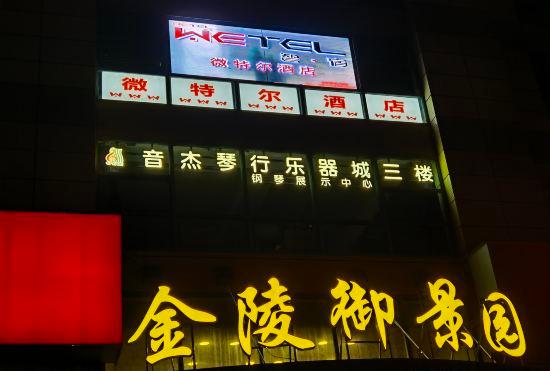 WETEL
微特尔酒店
微特尔酒店
音杰琴行乐器城三楼
钢琴展示中心
金陵御景园